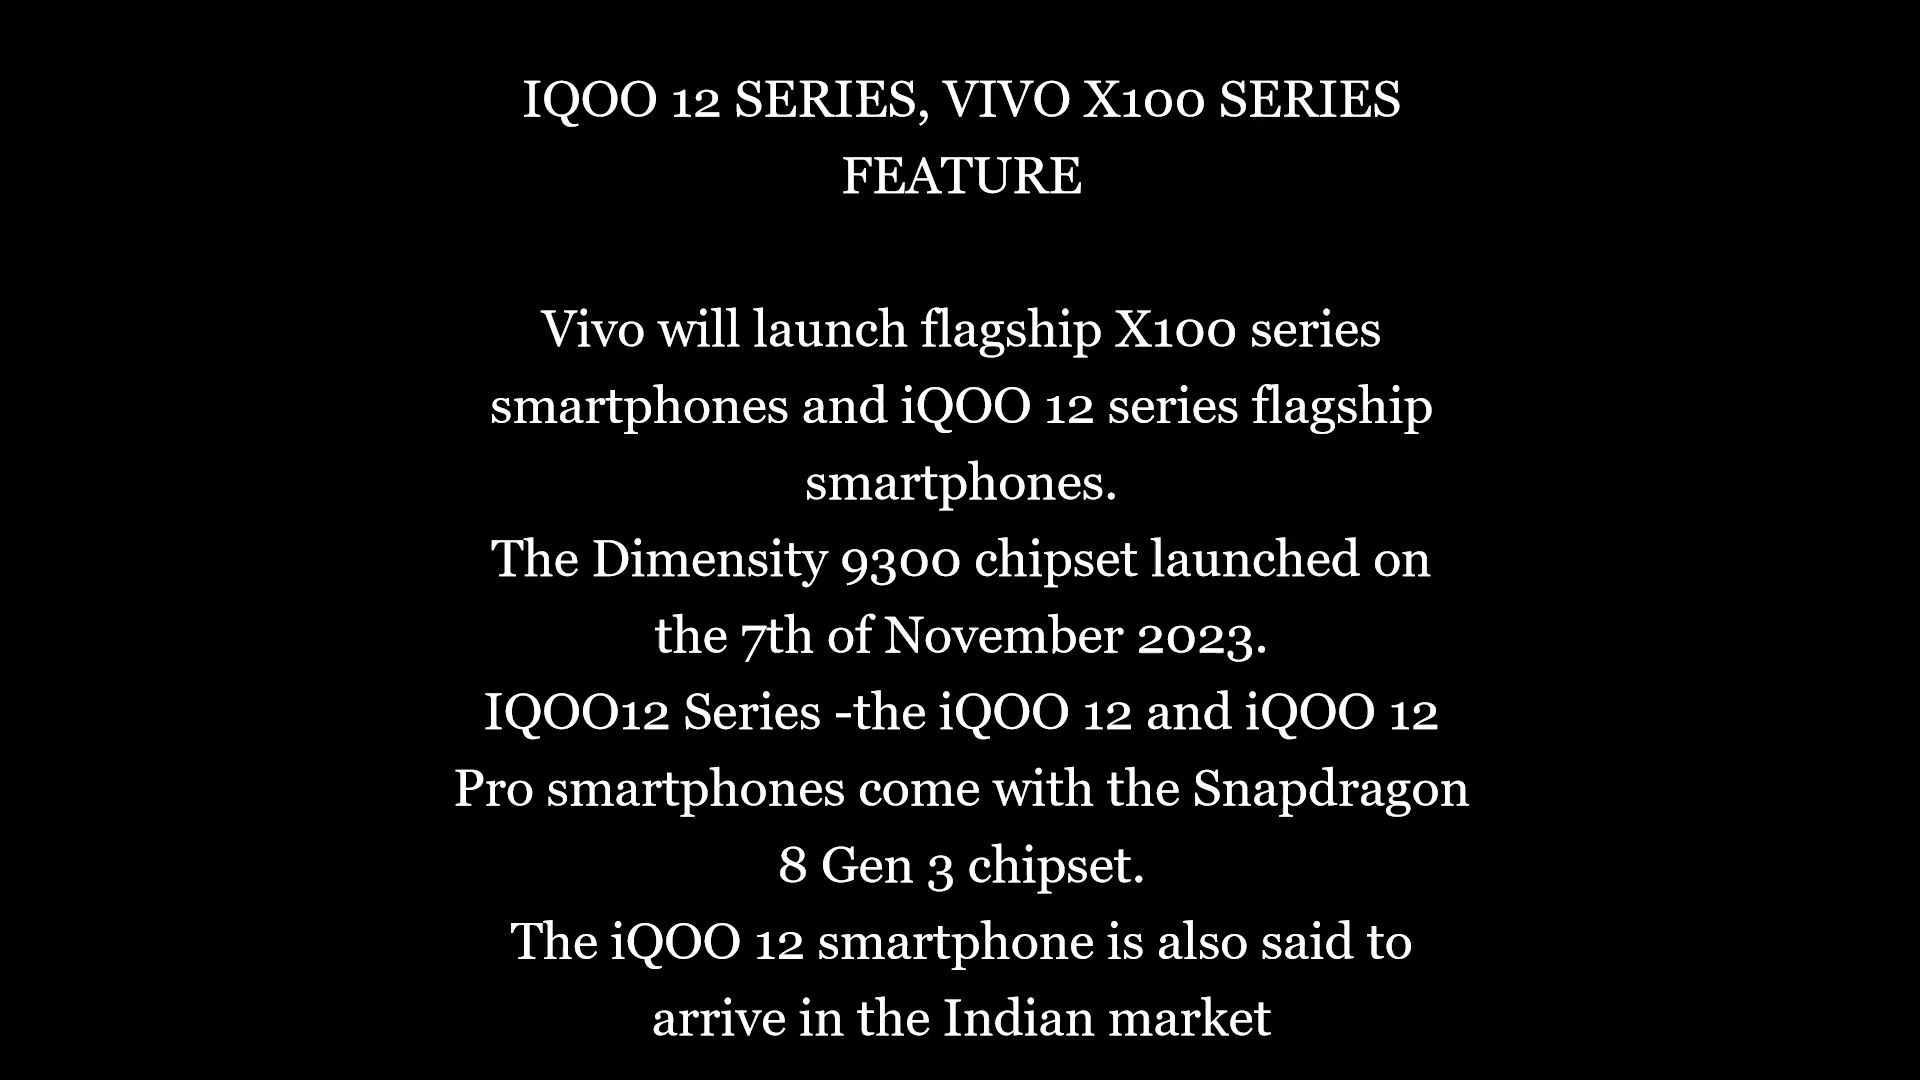 IQOO 12 SERIES, VIVO X100 SERIES
FEATURE
Vivo will launch flagship X100 series
smartphones and iQOO 12 series flagship
smartphones.
The Dimensity 9300 chipset launched on
the 7th of November 2023.
IQOO12 Series -the iQOO 12 and iQOO 12
Pro smartphones come with the Snapdragon
8 Gen 3 chipset.
The iQOO 12 smartphone is also said to
arrive in the Indian market